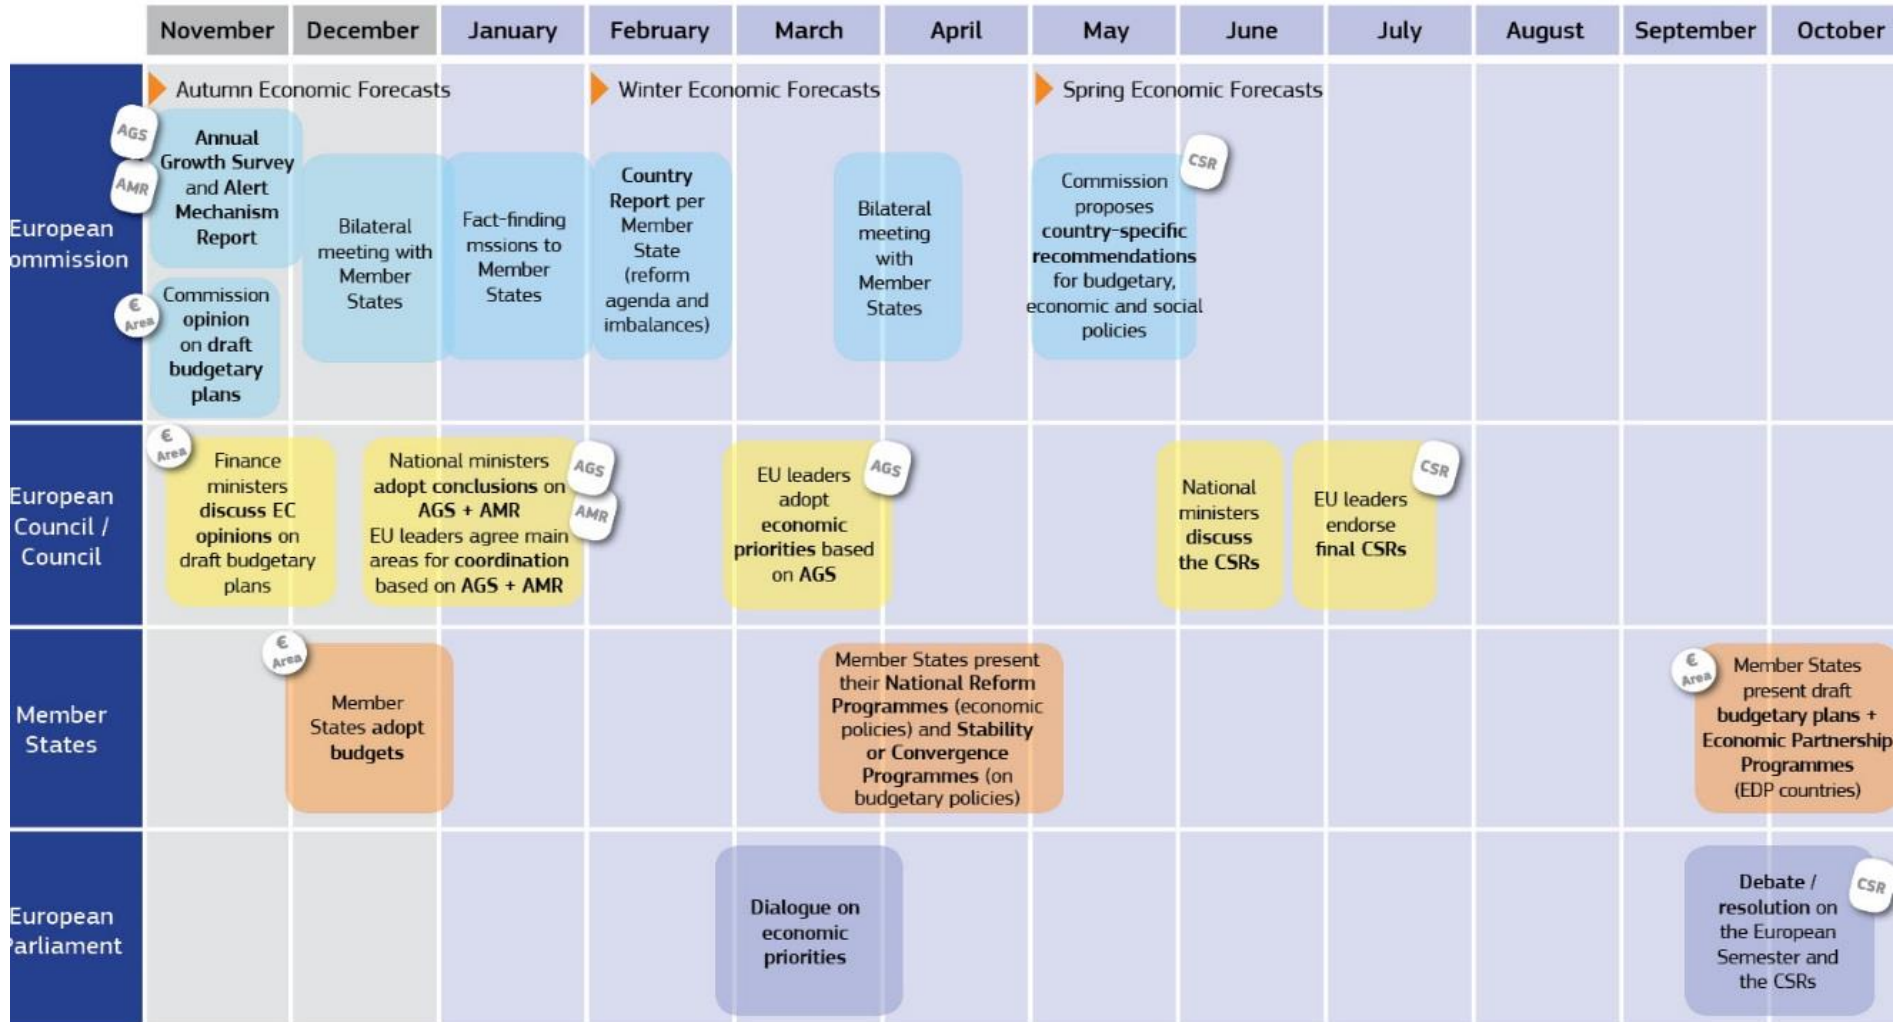 November
December
January
February
March
April
May
June
July
August
September
October
European
ommission
Autumn Economic Forecasts
Winter Economic Forecasts
Spring Economic Forecasts
AGS
AMR
Annual
Growth Survey
and Alert
Mechanism
Report
€
Area
Commission
opinion
on draft
budgetary
plans
Bilateral
meeting with
Member
States
Fact-finding
mssions to
Member
States
Country
Report per
Member
State
(reform
agenda and
imbalances)
Bilateral
meeting
with
Member
States
CSR
Commission
proposes
country-specific
recommendations
for budgetary,
economic and social
policies
European
Council /
Council
€
Area
Finance
ministers
discuss EC
opinions on
draft budgetary
plans
National ministers
adopt conclusions on
AGS + AMR
EU leaders agree main
areas for coordination
based on AGS + AMR
AGS
AMR
EU leaders
adopt
economic
priorities based
on AGS
AGS
National
ministers
discuss
the CSRs
EU leaders
endorse
final CSRs
CSR
Member
States
€
Area
Member
States adopt
budgets
Member States present
their National Reform
Programmes (economic
policies) and Stability
or Convergence
Programmes (on
budgetary policies)
€
Area
Member States
present draft
budgetary plans +
Economic Partnership
Programmes
(EDP countries)
European
Parliament
Dialogue on
economic
priorities
Debate /
resolution on
the European
Semester and
the CSRs
CSR